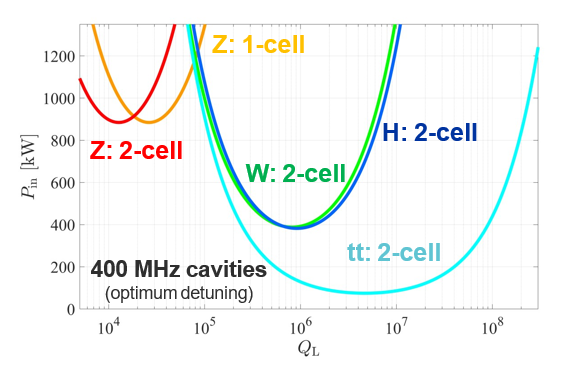 Z: 1-cell
1200
1000
H: 2-cell
800
Z: 2-cell
P_in [kW]
W: 2-cell
600
400
tt: 2-cell
400 MHz cavities
200
(optimum detuning)
0
10^4 10^5 10^6 10^7 10^8
Q_L